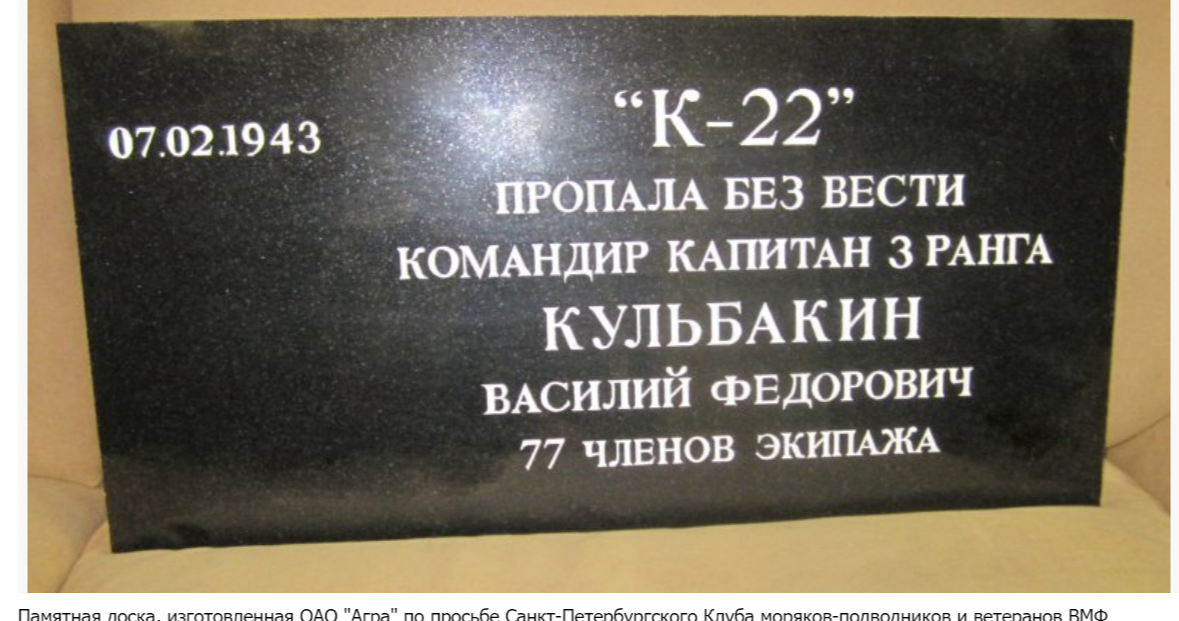 07.02.1943
“К-22”
ПРОПАЛА БЕЗ ВЕСТИ
КОМАНДИР КАПИТАН 3 РАНГА
КУЛЬБАКИН
ВАСИЛИЙ ФЕДОРОВИЧ
77 ЧЛЕНОВ ЭКИПАЖА
Памятная доска, изготовленная ОАО "Агра" по просьбе Санкт-Петербургского Клуба моряков-подводников и ветеранов ВМФ